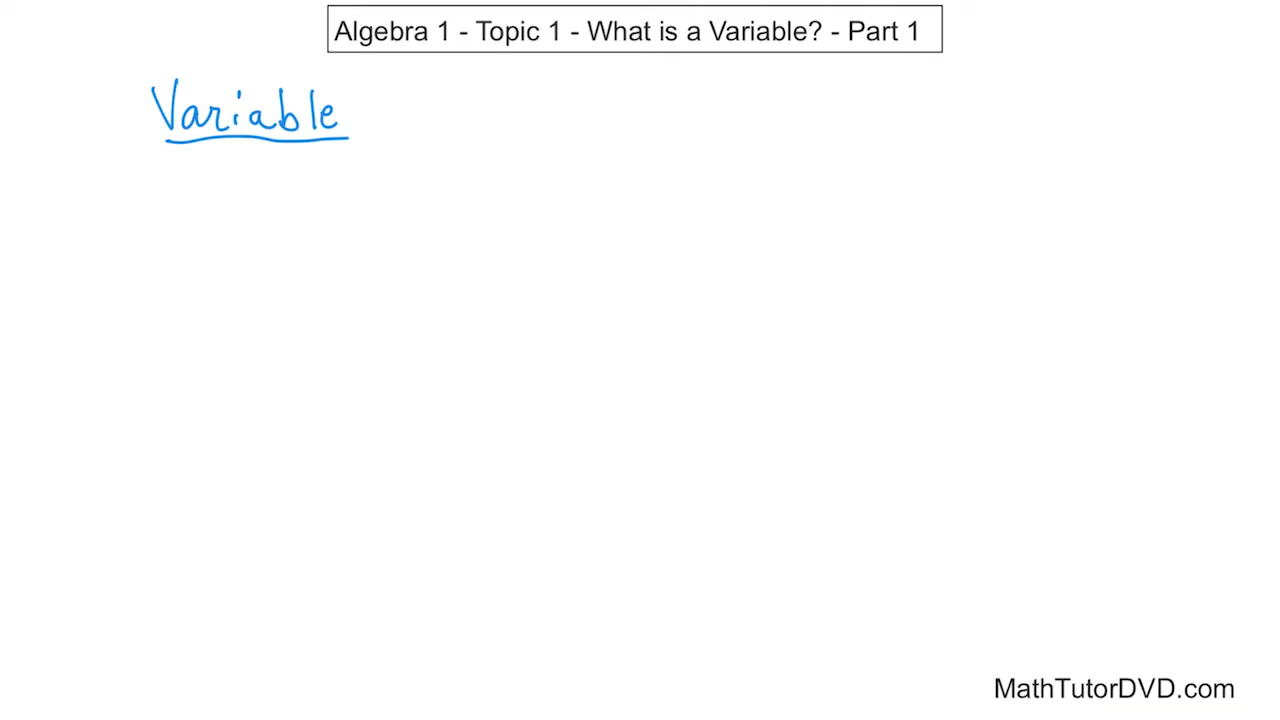 Algebra 1 - Topic 1 - What is a Variable? - Part 1
Variable
MathTutorDVD.com